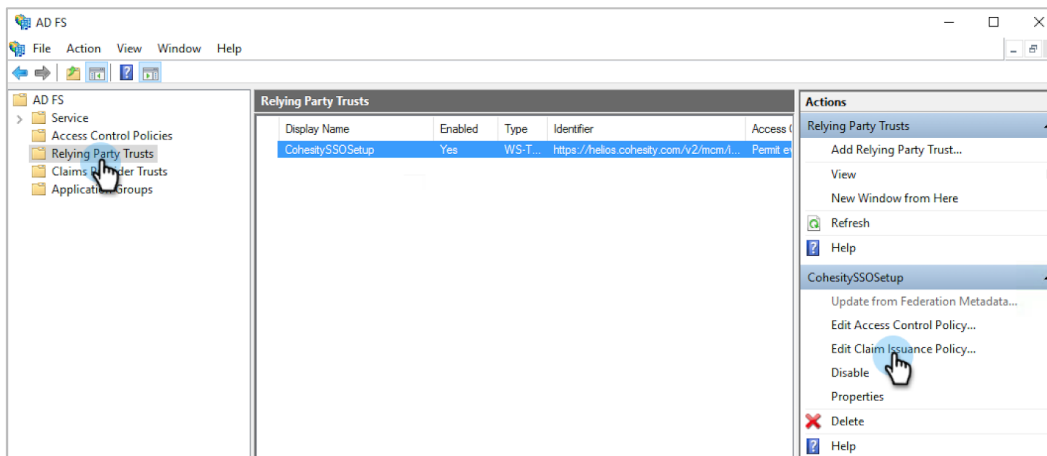 AD FS
File Action View Window Help
AD FS
Service
Access Control Policies
Relying Party Trusts
Claims Provider Trusts
Application Groups
Relying Party Trusts
Display Name Enabled Type Identifier Access
CohesitySSOSetup Yes WS-T... https://helios.cohesity.com/v2/mcm/i... Permit ev
Actions
Relying Party Trusts
Add Relying Party Trust...
View
New Window from Here
Refresh
Help
CohesitySSOSetup
Update from Federation Metadata...
Edit Access Control Policy...
Edit Claim Issuance Policy...
Disable
Properties
Delete
Help